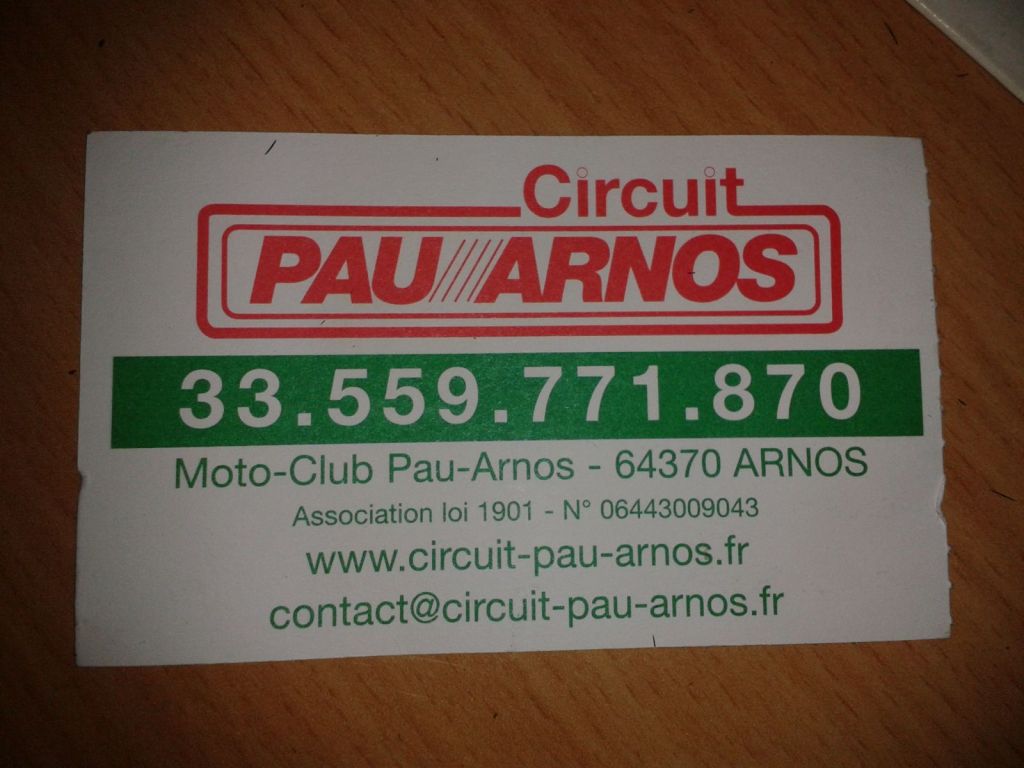 Circuit
PAU////ARNOS
33.559.771.870
Moto-Club Pau-Arnos - 64370 ARNOS
Association loi 1901 - N° 06443009043
www.circuit-pau-arnos.fr
contact@circuit-pau-arnos.fr